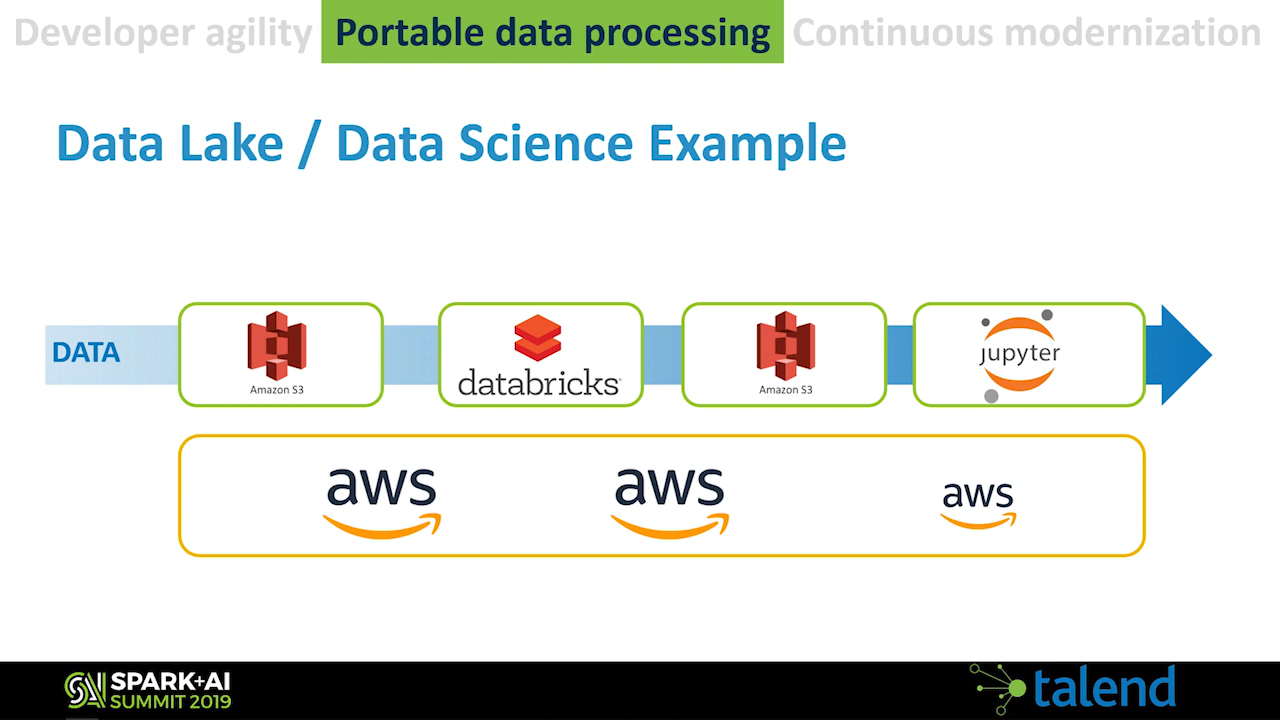 Developer agility
Portable data processing
Continuous modernization
Data Lake / Data Science Example
DATA
Amazon S3
databricks
Amazon S3
jupyter
aws
aws
aws
SPARK+AI
SUMMIT 2019
talend